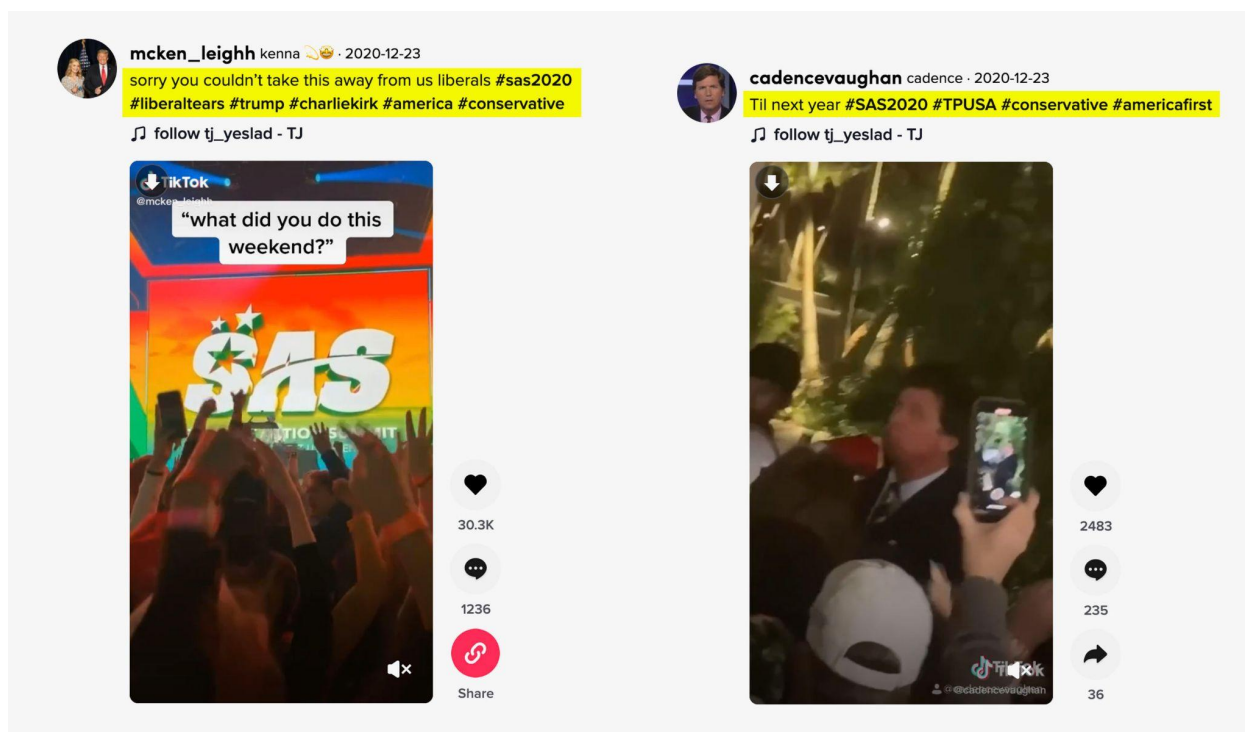 mcken_leighh kenna 💫🤩 · 2020-12-23
sorry you couldn't take this away from us liberals #sas2020
#liberaltears #trump #charliekirk #america #conservative
♫ follow tj_yeslad - TJ
TikTok
"what did you do this
weekend?"
SAS
30.3K
1236
Share
cadencevaughan cadence · 2020-12-23
Til next year #SAS2020 #TPUSA #conservative #americafirst
♫ follow tj_yeslad - TJ
2483
235
36
TikTok
@cadencevaughan